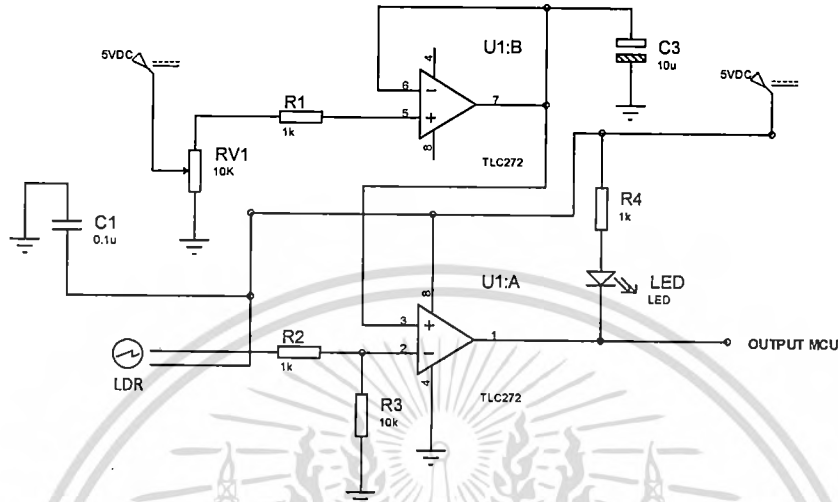 5VDC
U1:B
C3
10u
4
6
5
7
8
TLC272
5VDC
R1
1k
RV1
10K
C1
0.1u
R4
1k
LED
LED
U1:A
8
3
2
1
4
TLC272
OUTPUT MCU
LDR
R2
1k
R3
10k